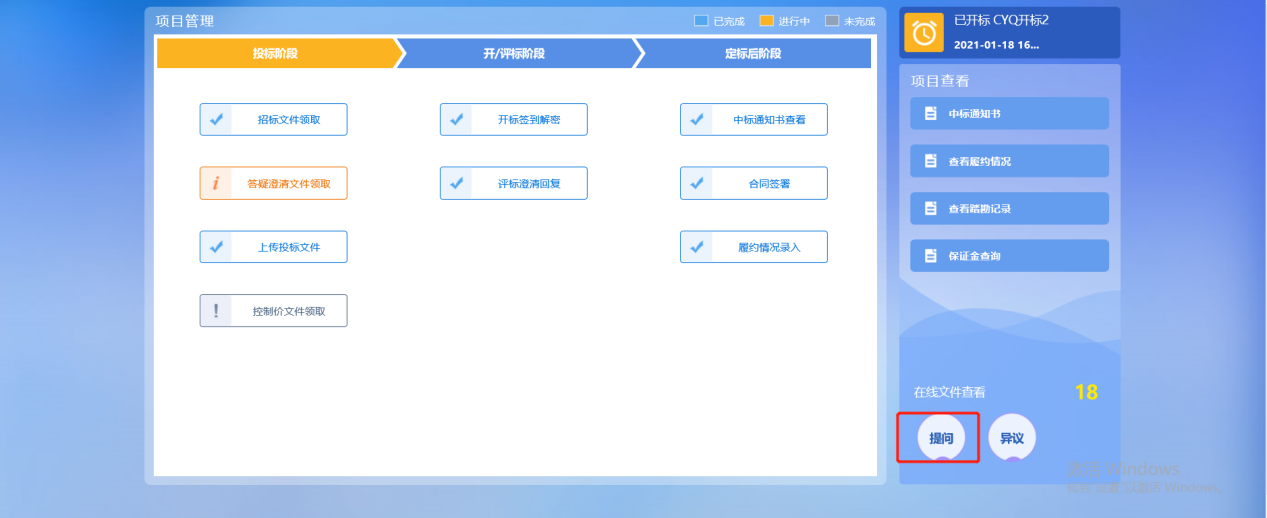 项目管理
已完成 进行中 未完成
投标阶段
开/评标阶段
定标后阶段
招标文件领取
开标签到解密
中标通知书查看
答疑澄清文件领取
评标澄清回复
合同签署
上传投标文件
履约情况录入
控制价文件领取
已开标 CYQ开标2
2021-01-18 16...
项目查看
中标通知书
查看履约情况
查看踏勘记录
保证金查询
在线文件查看
18
提问
异议
激活 Windows